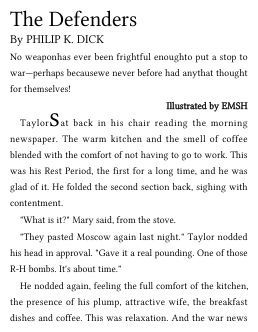 The Defenders
By PHILIP K. DICK
No weaponhas ever been frightful enoughto put a stop to
war—perhaps becausewe never before had anythat thought
for themselves!
Illustrated by EMSH
TaylorSat back in his chair reading the morning
newspaper. The warm kitchen and the smell of coffee
blended with the comfort of not having to go to work. This
was his Rest Period, the first for a long time, and he was
glad of it. He folded the second section back, sighing with
contentment.
"What is it?" Mary said, from the stove.
"They pasted Moscow again last night." Taylor nodded
his head in approval. "Gave it a real pounding. One of those
R-H bombs. It's about time."
He nodded again, feeling the full comfort of the kitchen,
the presence of his plump, attractive wife, the breakfast
dishes and coffee. This was relaxation. And the war news